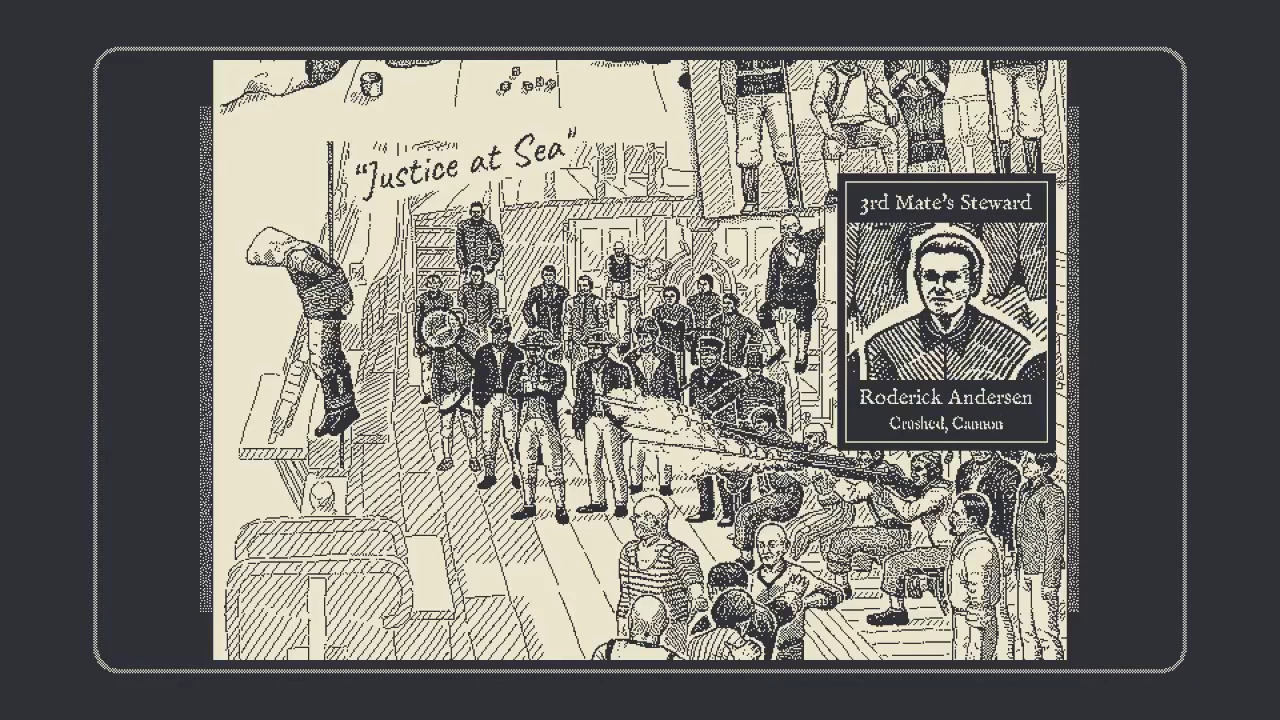 “Justice at Sea”
3rd Mate’s Steward
Roderick Andersen
Crushed, Cannon